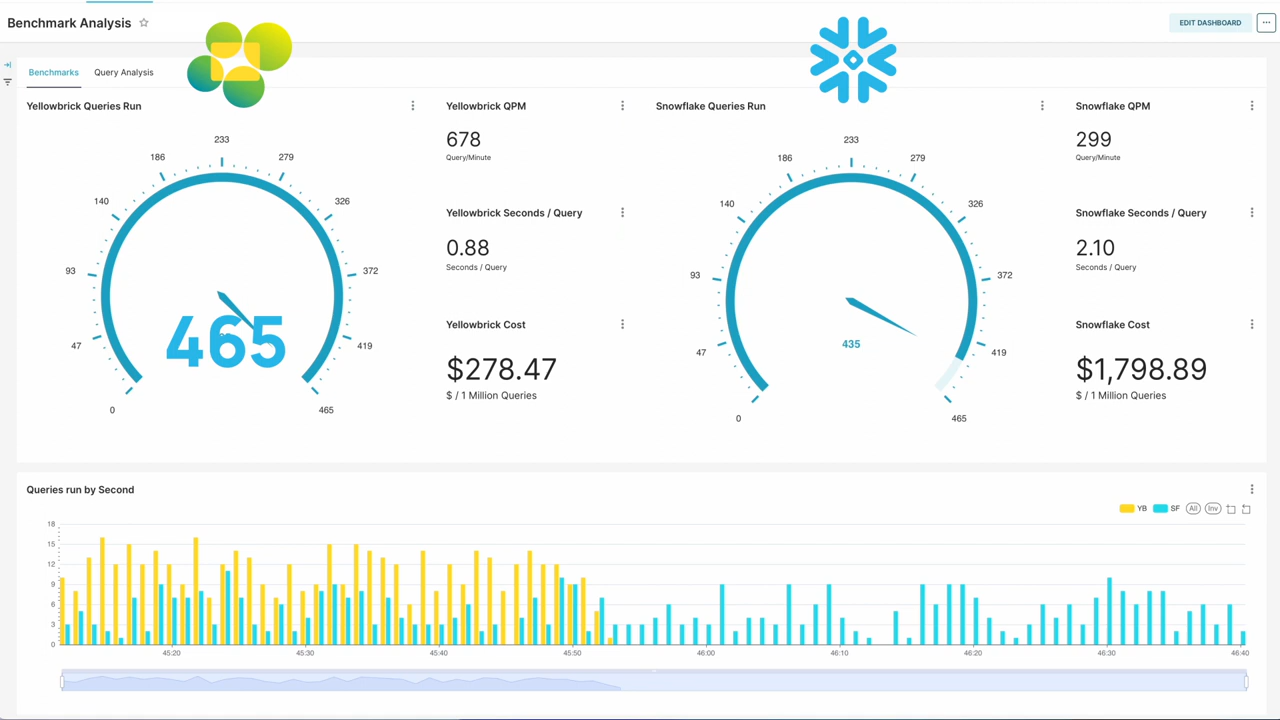 Benchmark Analysis
EDIT DASHBOARD
Benchmarks
Query Analysis
Yellowbrick Queries Run
0
47
93
140
186
233
279
326
372
419
465
465
Yellowbrick QPM
678
Query/Minute
Yellowbrick Seconds / Query
0.88
Seconds / Query
Yellowbrick Cost
$278.47
$ / 1 Million Queries
Snowflake Queries Run
0
47
93
140
186
233
279
326
372
419
465
435
Snowflake QPM
299
Query/Minute
Snowflake Seconds / Query
2.10
Seconds / Query
Snowflake Cost
$1,798.89
$ / 1 Million Queries
Queries run by Second
YB
SF
All
Inv
18
15
12
9
6
3
0
45:20
45:30
45:40
45:50
46:00
46:10
46:20
46:30
46:40